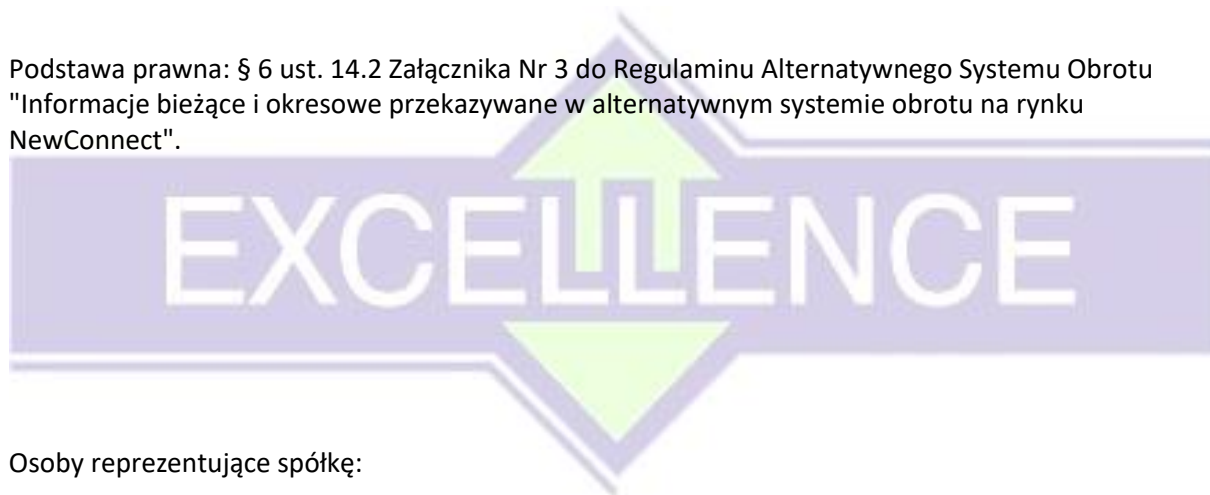 Podstawa prawna: § 6 ust. 14.2 Załącznika Nr 3 do Regulaminu Alternatywnego Systemu Obrotu
"Informacje bieżące i okresowe przekazywane w alternatywnym systemie obrotu na rynku
NewConnect".
EXCELLENCE
Osoby reprezentujące spółkę: